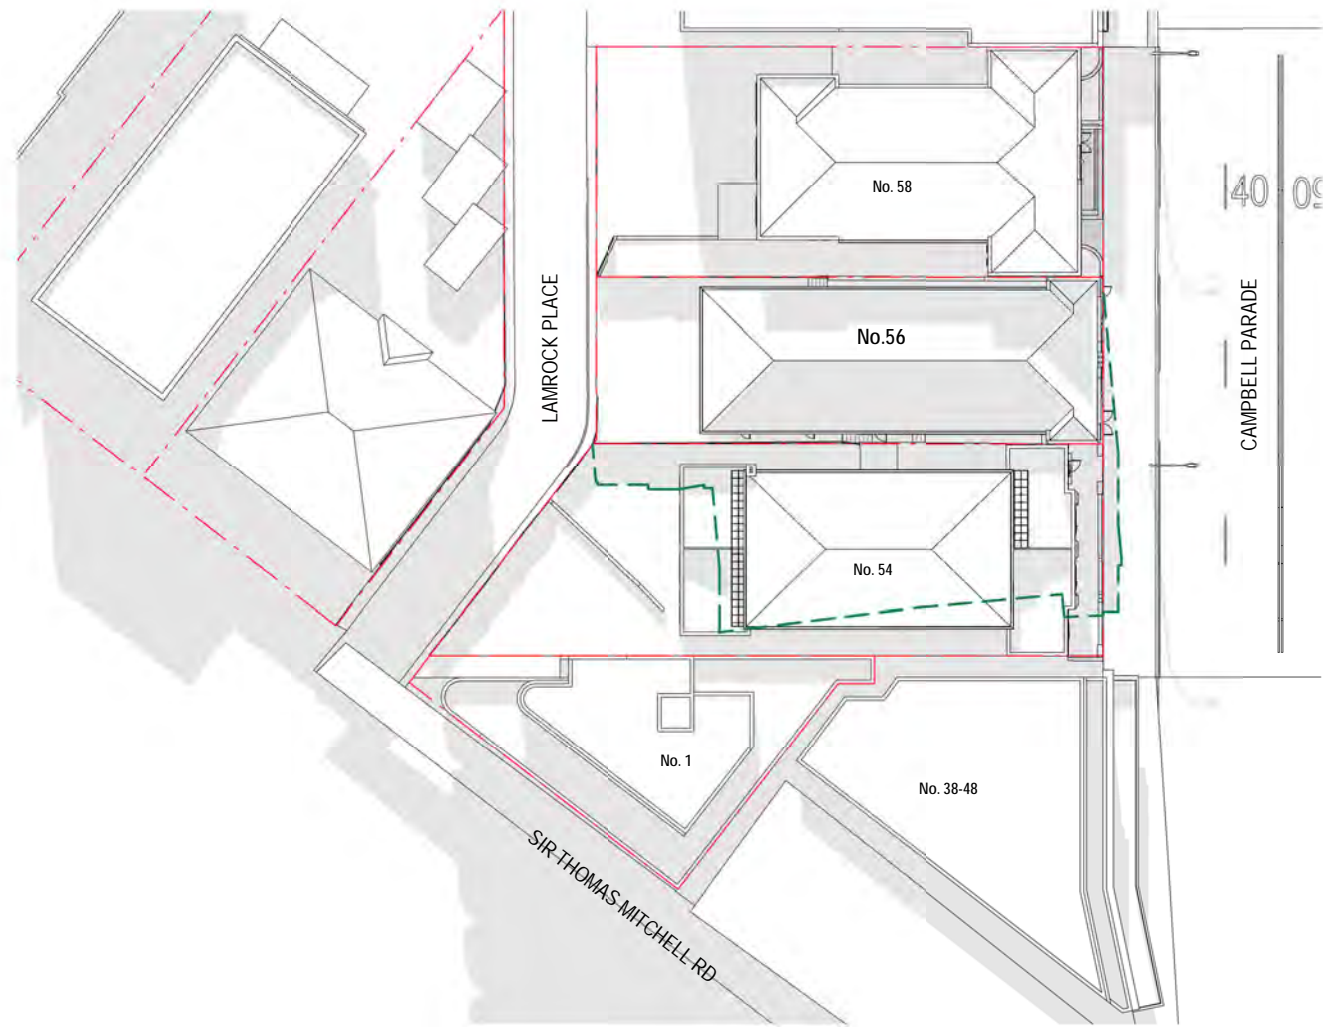 No. 58
40
LAMROCK PLACE
No.56
CAMPBELL PARADE
No. 54
No. 1
No. 38-48
SIR THOMAS MITCHELL RD